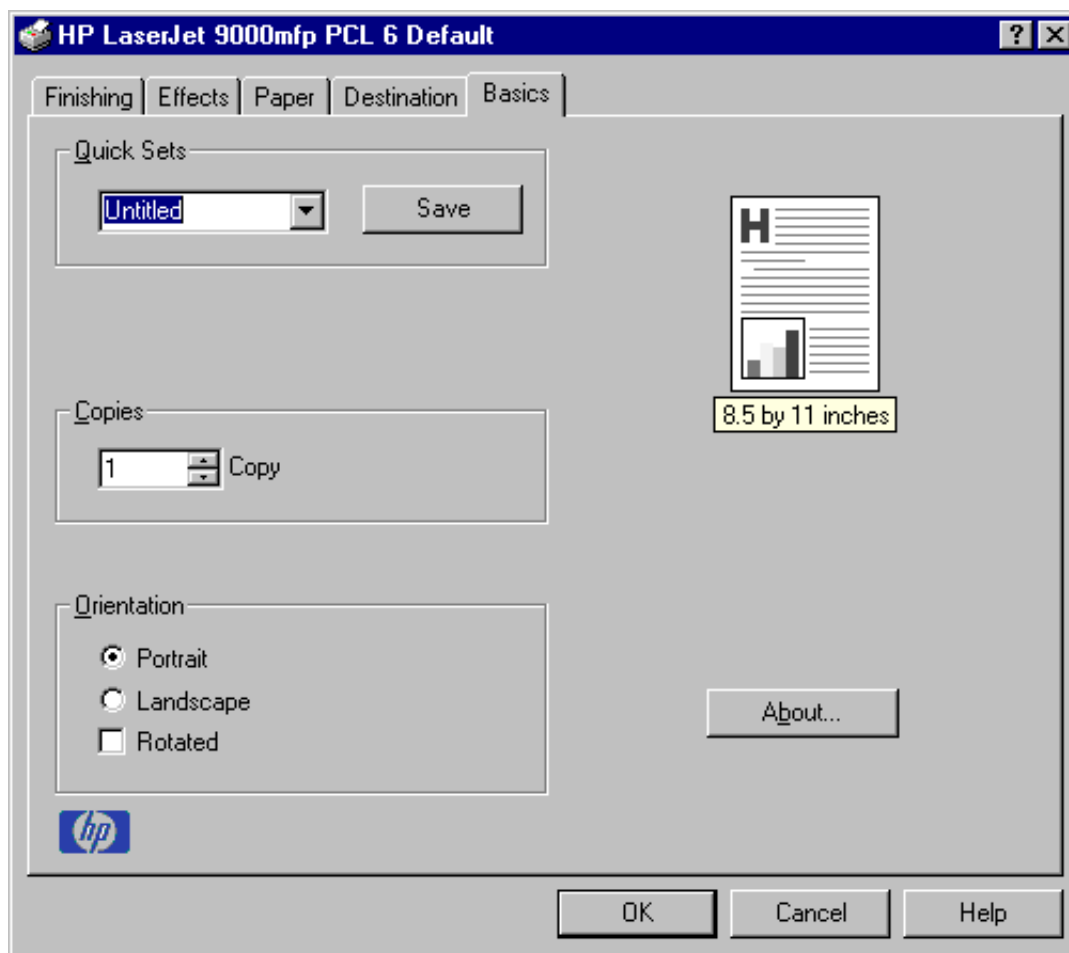 HP LaserJet 9000mfp PCL 6 Default
Finishing Effects Paper Destination Basics
Quick Sets
Untitled Save
H
8.5 by 11 inches
Copies
1 Copy
Orientation
Portrait
Landscape
Rotated
About...
hp
OK Cancel Help